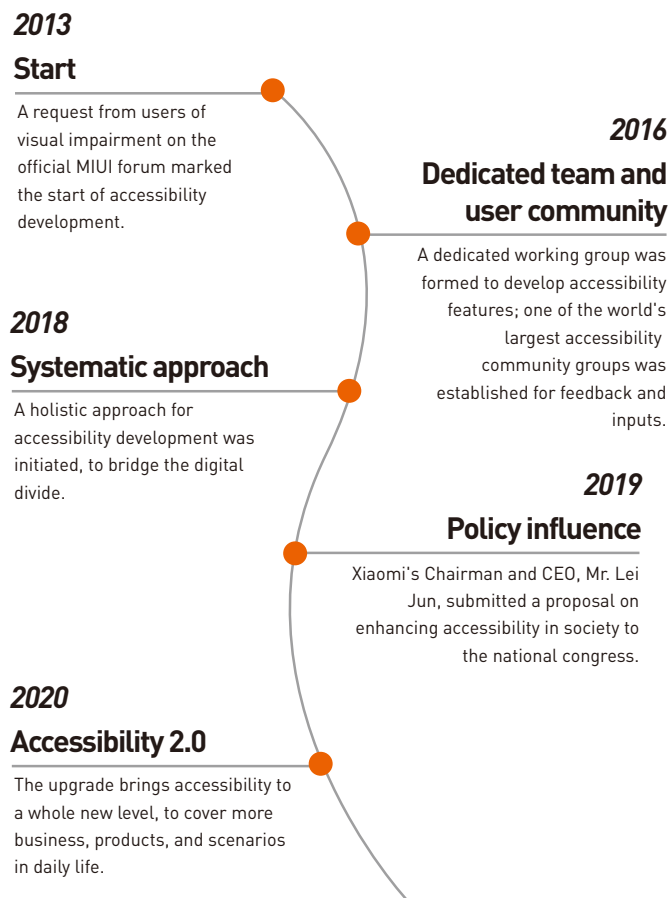 2013
Start
A request from users of
visual impairment on the
official MIUI forum marked
the start of accessibility
development.
2016
Dedicated team and
user community
A dedicated working group was
formed to develop accessibility
features; one of the world's
largest accessibility
community groups was
established for feedback and
inputs.
2018
Systematic approach
A holistic approach for
accessibility development was
initiated, to bridge the digital
divide.
2019
Policy influence
Xiaomi's Chairman and CEO, Mr. Lei
Jun, submitted a proposal on
enhancing accessibility in society to
the national congress.
2020
Accessibility 2.0
The upgrade brings accessibility to
a whole new level, to cover more
business, products, and scenarios
in daily life.